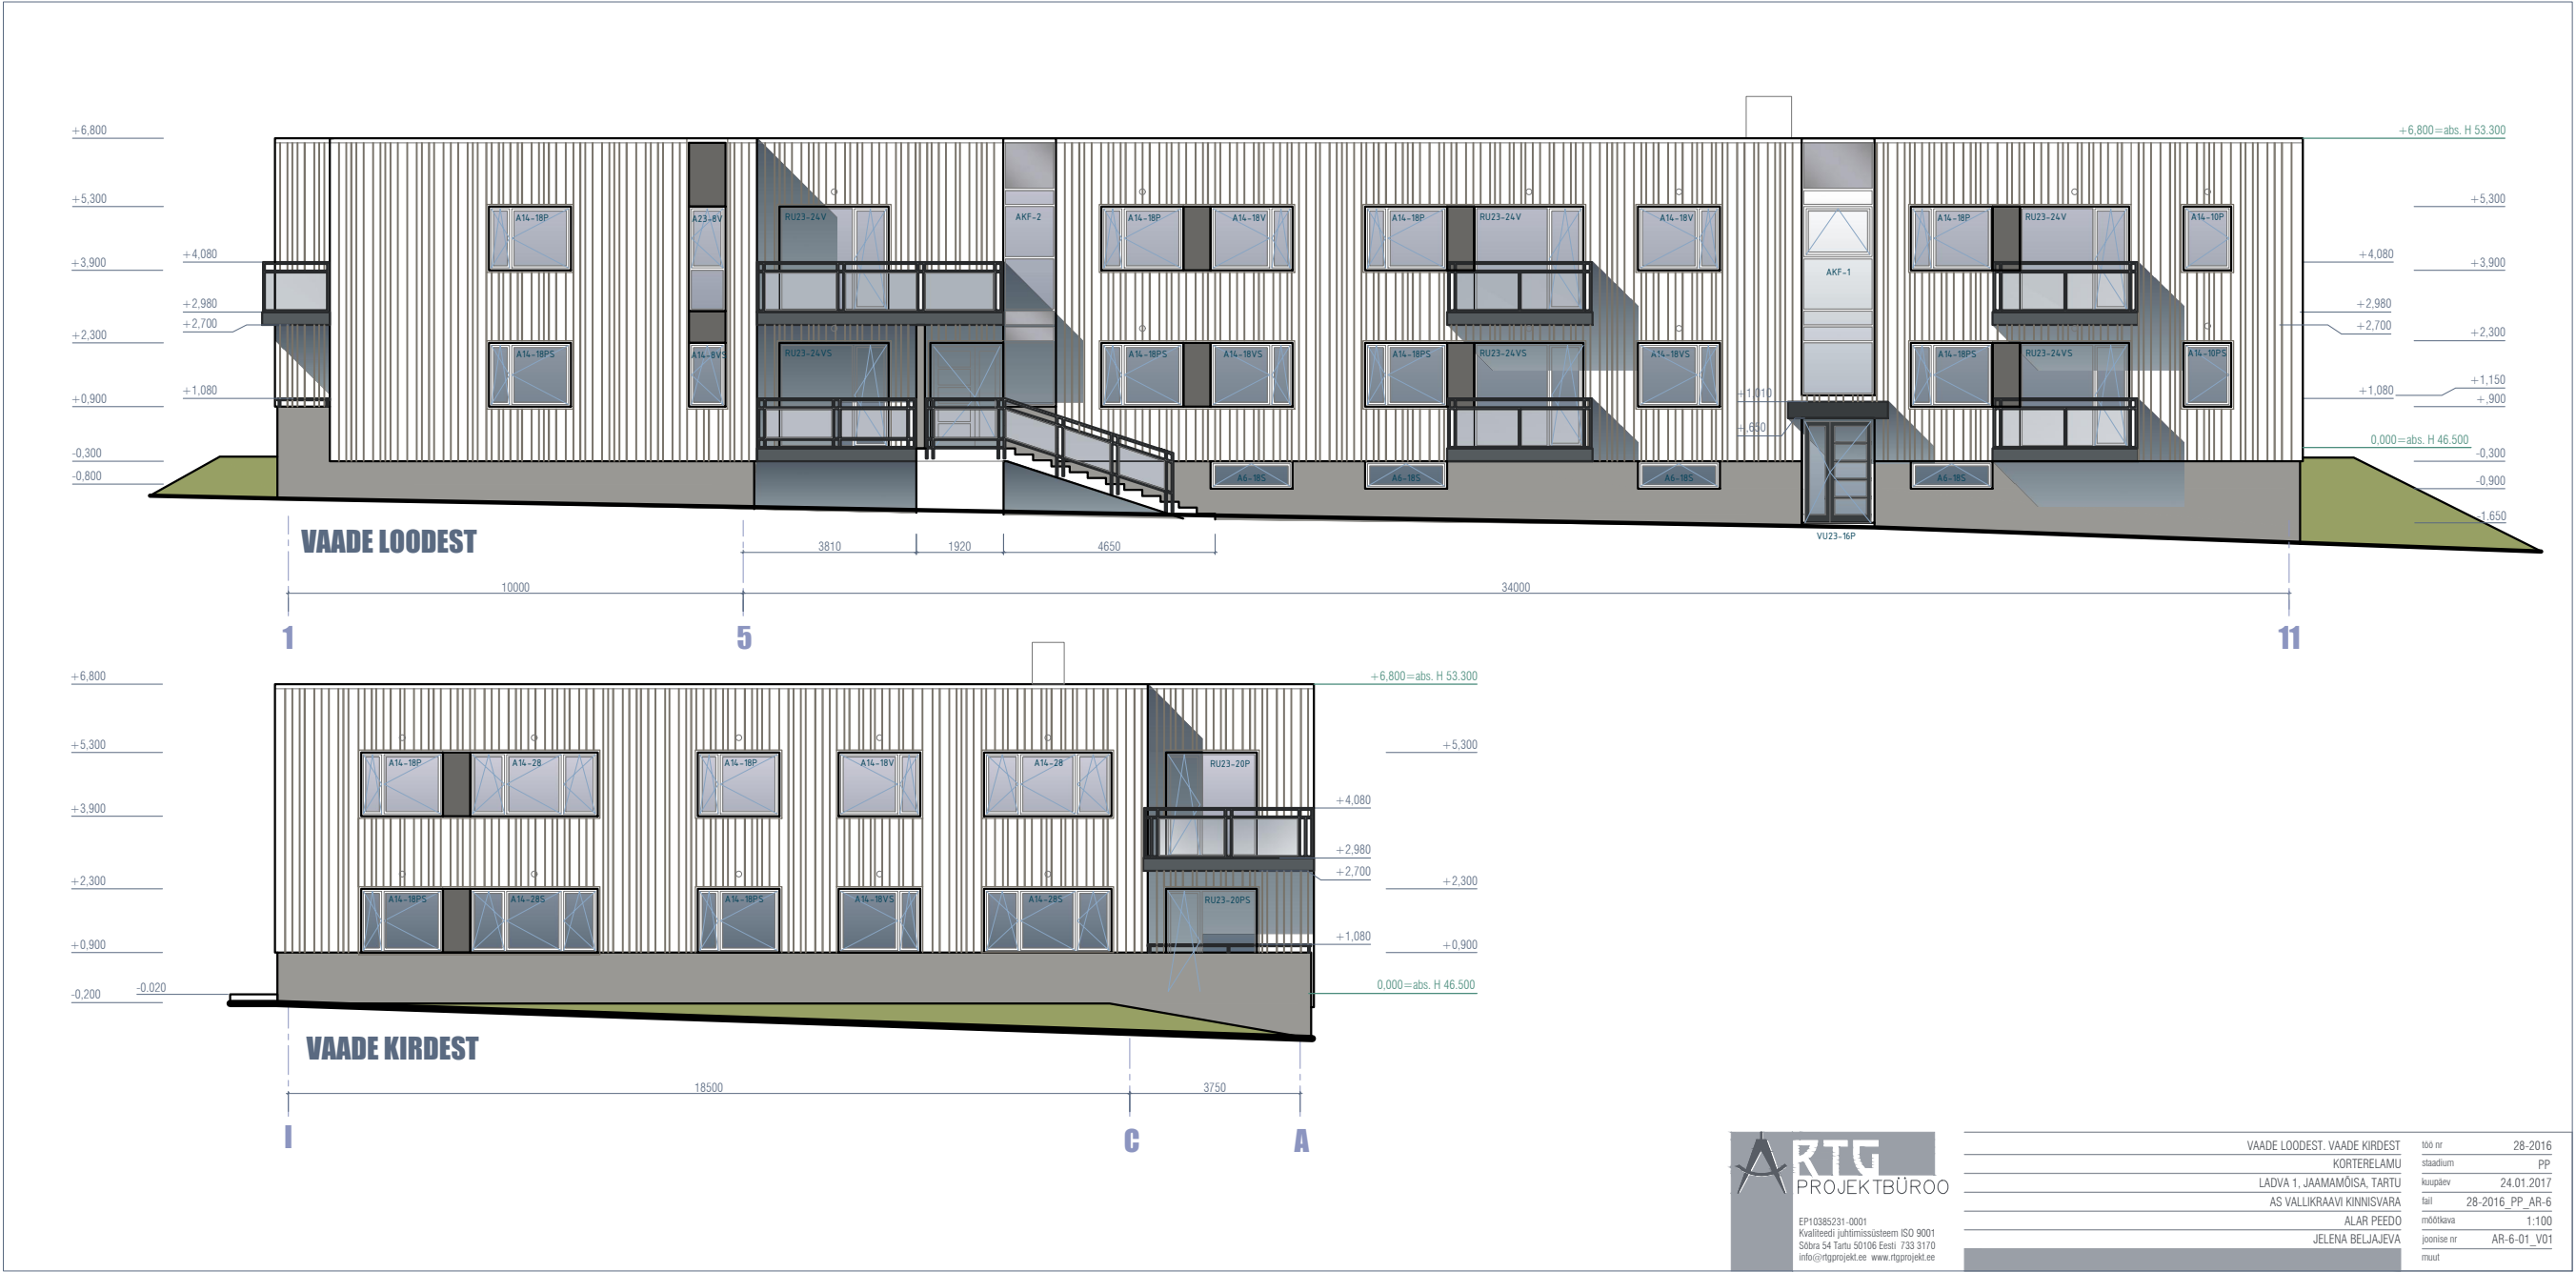 +6,800
+5,300
+3,900
+2,300
+0,900
-0,300
-0,800
+4,080
+2,980
+2,700
+1,080
A14-18P
A23-8V
RU23-24V
AKF-2
A14-18P
A14-18V
A14-18P
RU23-24V
A14-18V
AKF-1
A14-18P
RU23-24V
A14-10P
A14-18PS
A14-8VS
RU23-24VS
A14-18PS
A14-18VS
A14-18PS
RU23-24VS
A14-18VS
A14-18PS
RU23-24VS
A14-10PS
+1,010
+,650
A6-18S
A6-18S
A6-18S
A6-18S
VU23-16P
+6,800=abs. H 53.300
+5,300
+4,080
+3,900
+2,980
+2,700
+2,300
+1,150
+1,080
+,900
0,000=abs. H 46.500
-0,300
-0,900
-1.650
VAADE LOODEST
3810
1920
4650
10000
34000
1
5
11
+6,800
+5,300
+3,900
+2,300
+0,900
-0,200
-0.020
A14-18P
A14-28
A14-18P
A14-18V
A14-28
RU23-20P
A14-18PS
A14-28S
A14-18PS
A14-18VS
A14-28S
RU23-20PS
+6,800=abs. H 53.300
+5,300
+4,080
+2,980
+2,700
+2,300
+1,080
+0,900
0,000=abs. H 46.500
VAADE KIRDEST
18500
3750
I
C
A
ARTG
PROJEKTBÜROO
EP10385231-0001
Kvaliteedi juhtimissüsteem ISO 9001
Sõbra 54 Tartu 50106 Eesti 733 3170
info@rtgprojekt.ee www.rtgprojekt.ee
VAADE LOODEST. VAADE KIRDEST
KORTERELAMU
LADVA 1, JAAMAMÕISA, TARTU
AS VALLIKRAAVI KINNISVARA
ALAR PEEDO
JELENA BELJAJEVA
töö nr 28-2016
staadium PP
kuupäev 24.01.2017
fail 28-2016_PP_AR-6
mõõtkava 1:100
joonise nr AR-6-01_V01
muut